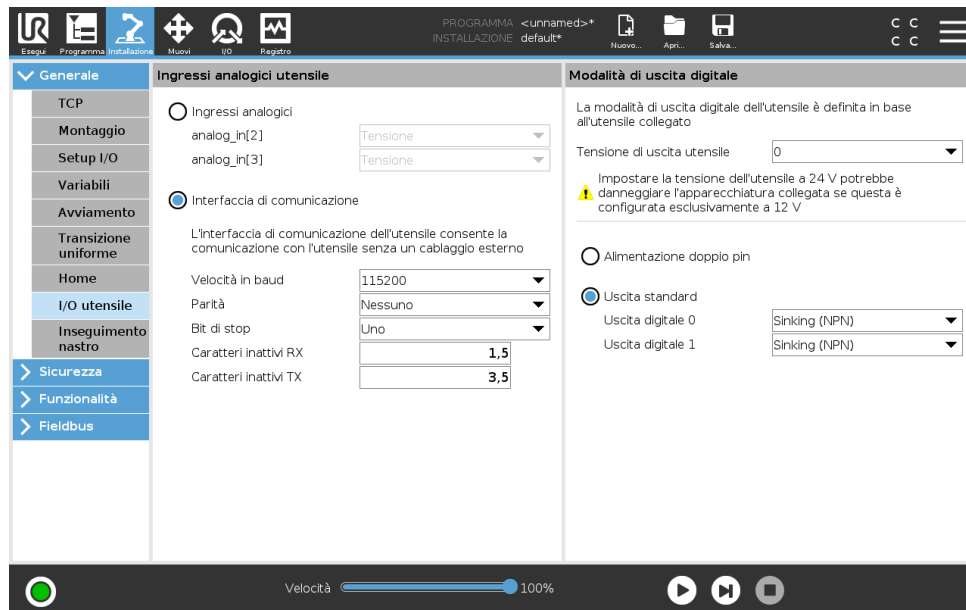 UR
PROGRAMMA <unnamed>*
INSTALLAZIONE default*
Esegui
Programma
Installazione
Muovi
I/O
Registro
Nuovo...
Apri...
Salva...
C C
C C
Generale
TCP
Montaggio
Setup I/O
Variabili
Avviamento
Transizione
uniforme
Home
I/O utensile
Inseguimento
nastro
Sicurezza
Funzionalità
Fieldbus
Ingressi analogici utensile
Ingressi analogici
analog_in[2] Tensione
analog_in[3] Tensione
Interfaccia di comunicazione
L'interfaccia di comunicazione dell'utensile consente la
comunicazione con l'utensile senza un cablaggio esterno
Velocità in baud 115200
Parità Nessuno
Bit di stop Uno
Caratteri inattivi RX 1,5
Caratteri inattivi TX 3,5
Modalità di uscita digitale
La modalità di uscita digitale dell'utensile è definita in base
all'utensile collegato
Tensione di uscita utensile 0
Impostare la tensione dell'utensile a 24 V potrebbe
danneggiare l'apparecchiatura collegata se questa è
configurata esclusivamente a 12 V
Alimentazione doppio pin
Uscita standard
Uscita digitale 0 Sinking (NPN)
Uscita digitale 1 Sinking (NPN)
Velocità 100%